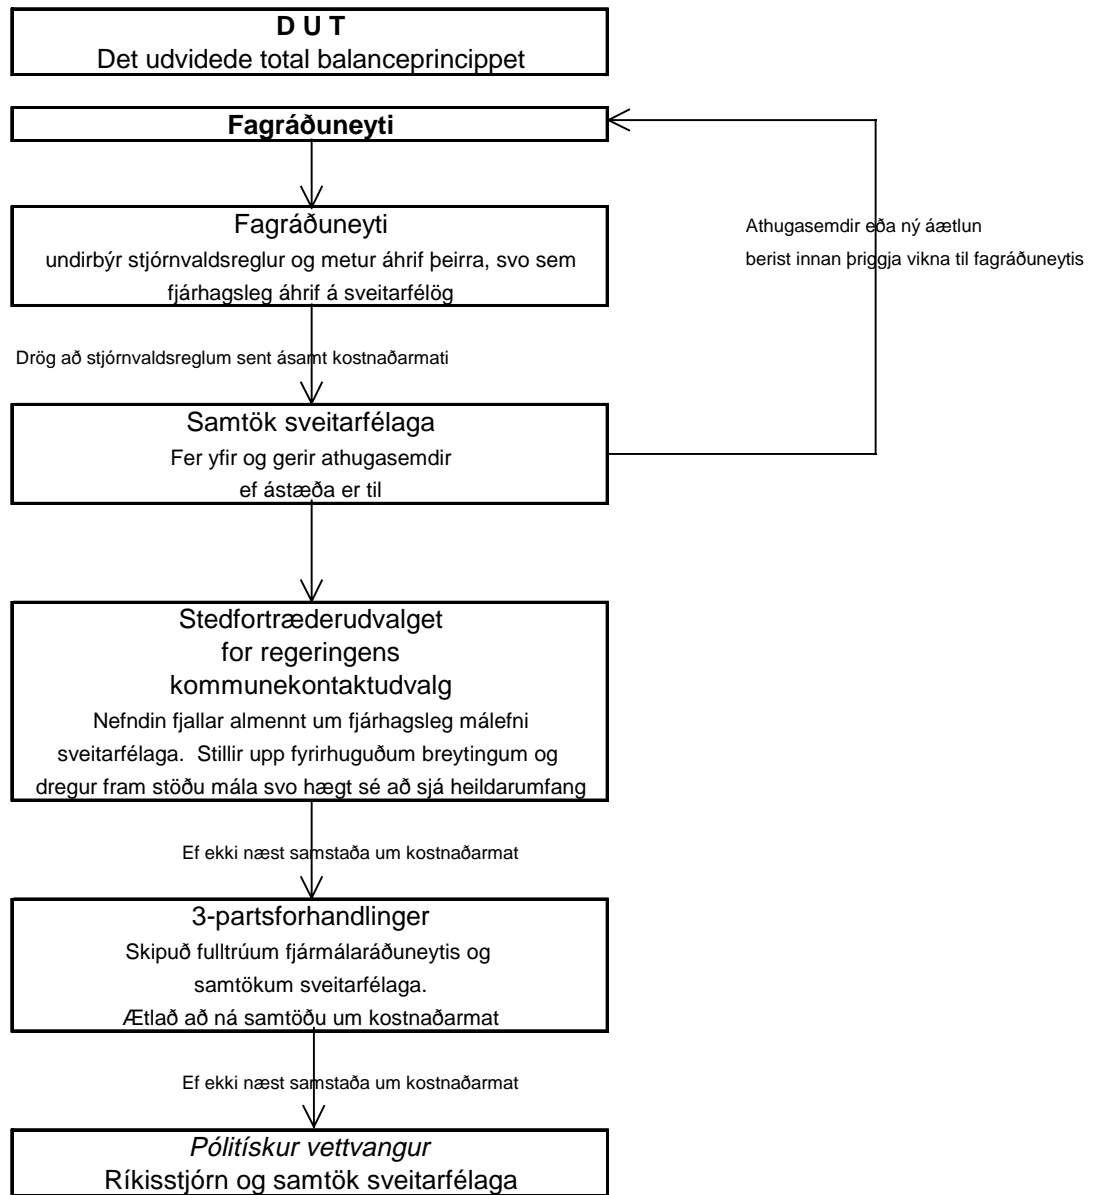 D U T
Det udvidede total balanceprincippet
Fagráðuneyti
Fagráðuneyti
undirbýr stjórnvaldsreglur og metur áhrif þeirra, svo sem
fjárhagsleg áhrif á sveitarfélög
Athugasemdir eða ný áætlun
berist innan þriggja vikna til fagráðuneytis
Drög að stjórnvaldsreglum sent ásamt kostnaðarmati
Samtök sveitarfélaga
Fer yfir og gerir athugasemdir
ef ástæða er til
Stedfortræderudvalget
for regeringens
kommunekontaktudvalg
Nefndin fjallar almennt um fjárhagsleg málefni
sveitarfélaga.  Stillir upp fyrirhuguðum breytingum og
dregur fram stöðu mála svo hægt sé að sjá heildarumfang
Ef ekki næst samstaða um kostnaðarmat
3-partsforhandlinger
Skipuð fulltrúum fjármálaráðuneytis og
samtökum sveitarfélaga.
Ætlað að ná samtöðu um kostnaðarmat
Ef ekki næst samstaða um kostnaðarmat
Pólitískur vettvangur
Ríkisstjórn og samtök sveitarfélaga